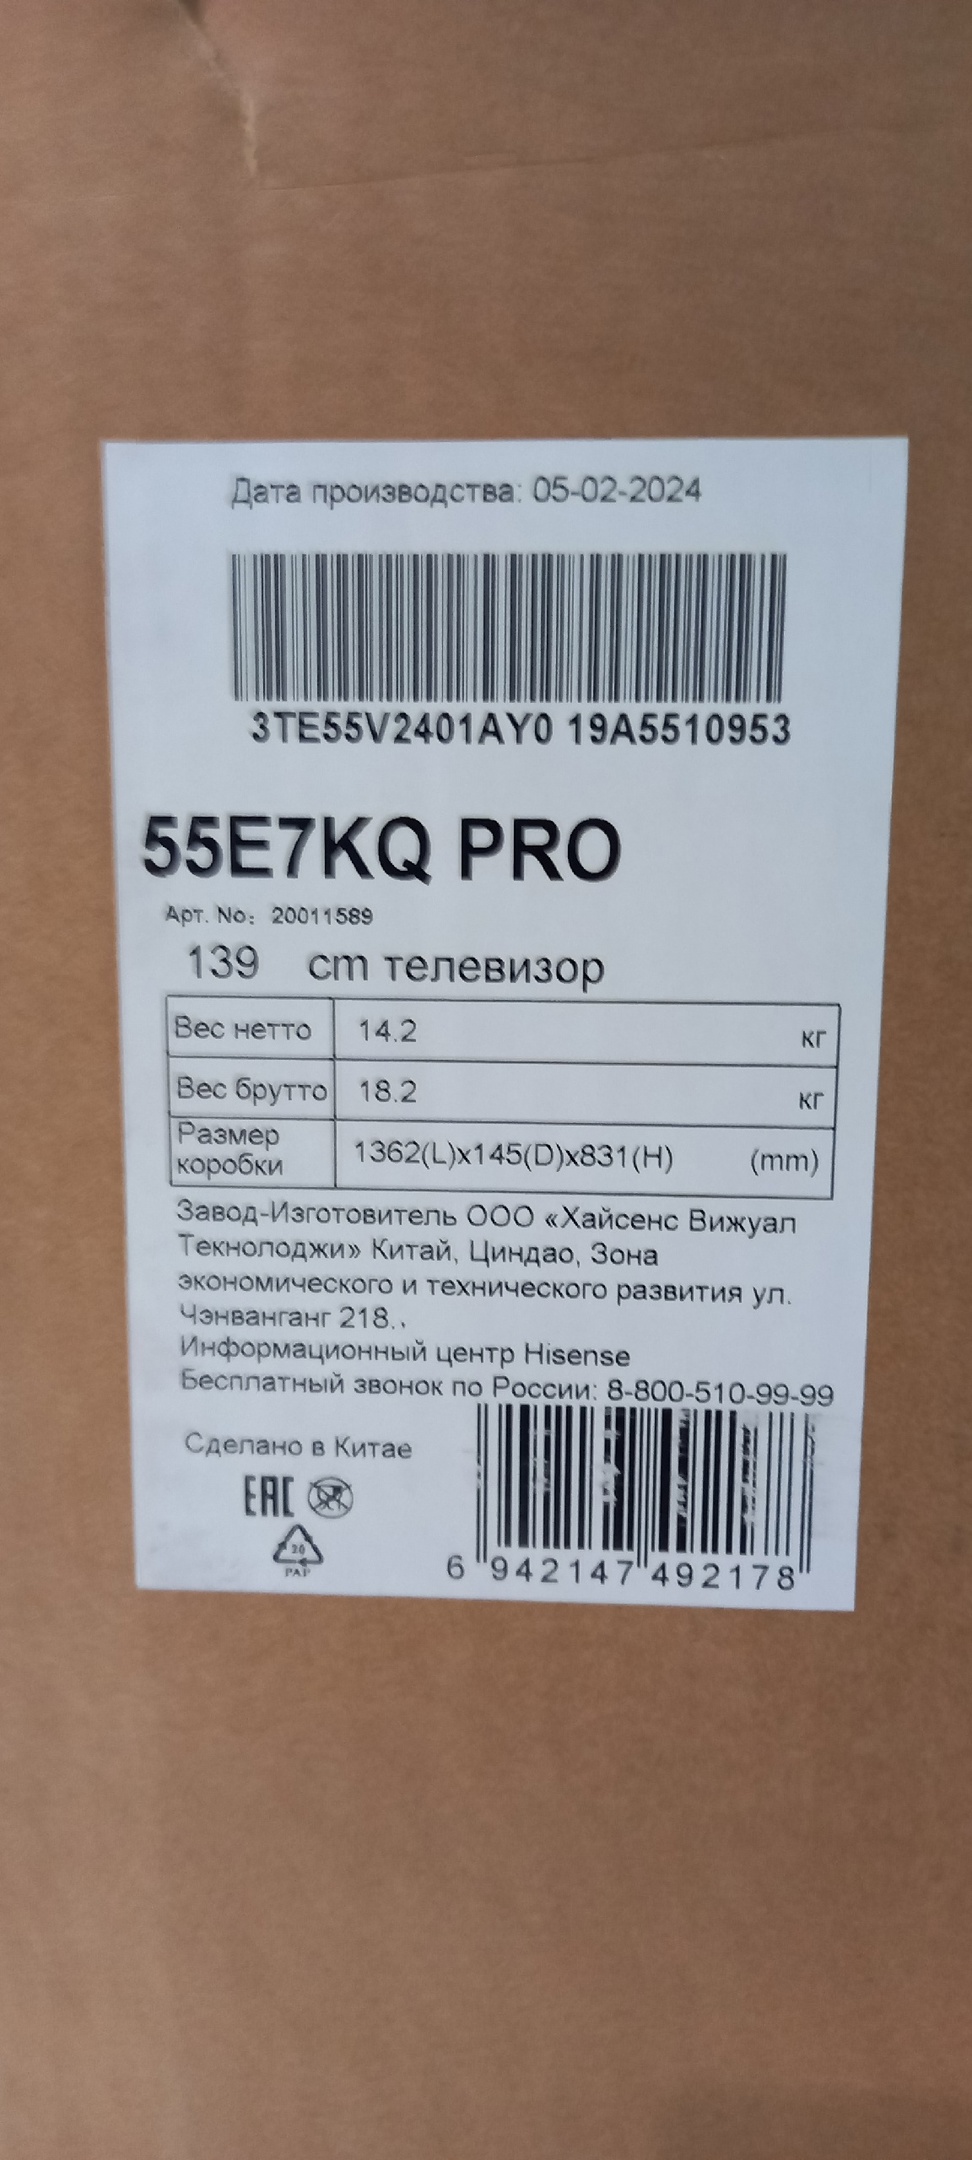 Дата производства: 05-02-2024
3TE55V2401AY0 19A5510953
55E7KQ PRO
Арт. No: 20011589
139 cm телевизор
Вес нетто 14.2 кг
Вес брутто 18.2 кг
Размер коробки 1362(L)x145(D)x831(H) (mm)
Завод-Изготовитель ООО «Хайсенс Вижуал
Текнолоджи» Китай, Циндао, Зона
экономического и технического развития ул.
Чэнванганг 218.,
Информационный центр Hisense
Бесплатный звонок по России: 8-800-510-99-99
Сделано в Китае
EAC
20
PAP
6 942147 492178